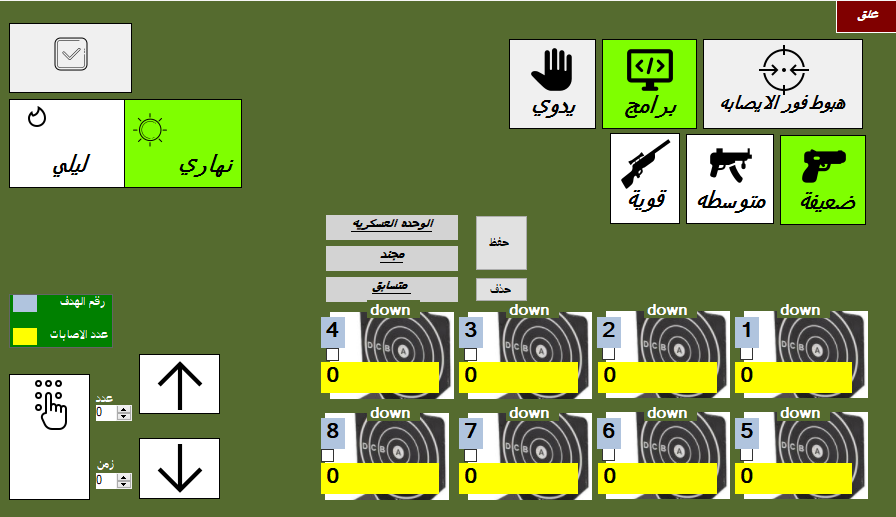 علق
هبوط فور الايصابه
برامج
يدوي
نهاري
ليلي
ضعيفة
متوسطه
قوية
الوحده العسكريه
حفظ
مجند
متسابق
حذف
رقم الهدف
عدد الاصابات
عدد
0
زمن
0
down
down
down
down
1
2
3
4
D C B A
D C B A
D C B A
D C B A
0
0
0
0
down
down
down
down
5
6
7
8
D C B A
D C B A
D C B A
D C B A
0
0
0
0